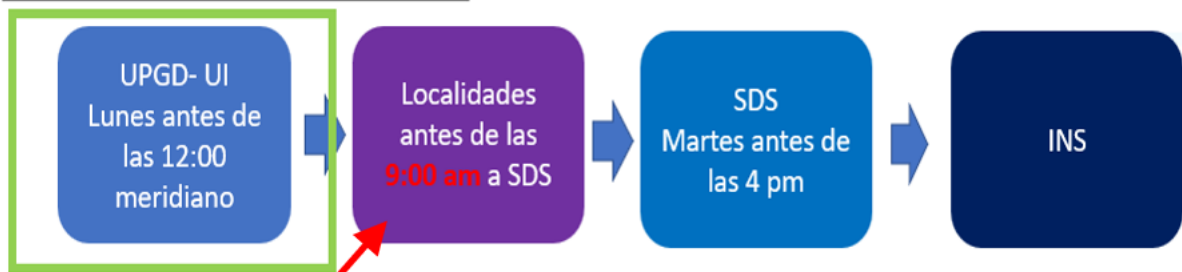 UPGD- UI
Lunes antes de
las 12:00
meridiano
Localidades
antes de las
9:00 am a SDS
SDS
Martes antes de
las 4 pm
INS